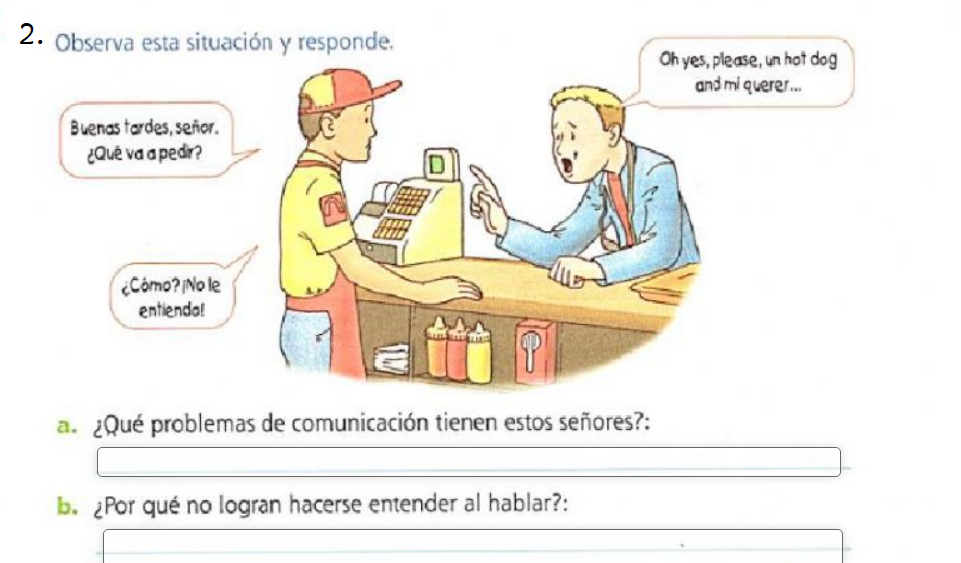 2. Observa esta situación y responde.
Oh yes, please, un hot dog
and mi querer...
Buenas tardes, señor.
¿Qué va a pedir?
¿Cómo? ¡No le
entiendo!
a. ¿Qué problemas de comunicación tienen estos señores?:
b. ¿Por qué no logran hacerse entender al hablar?: